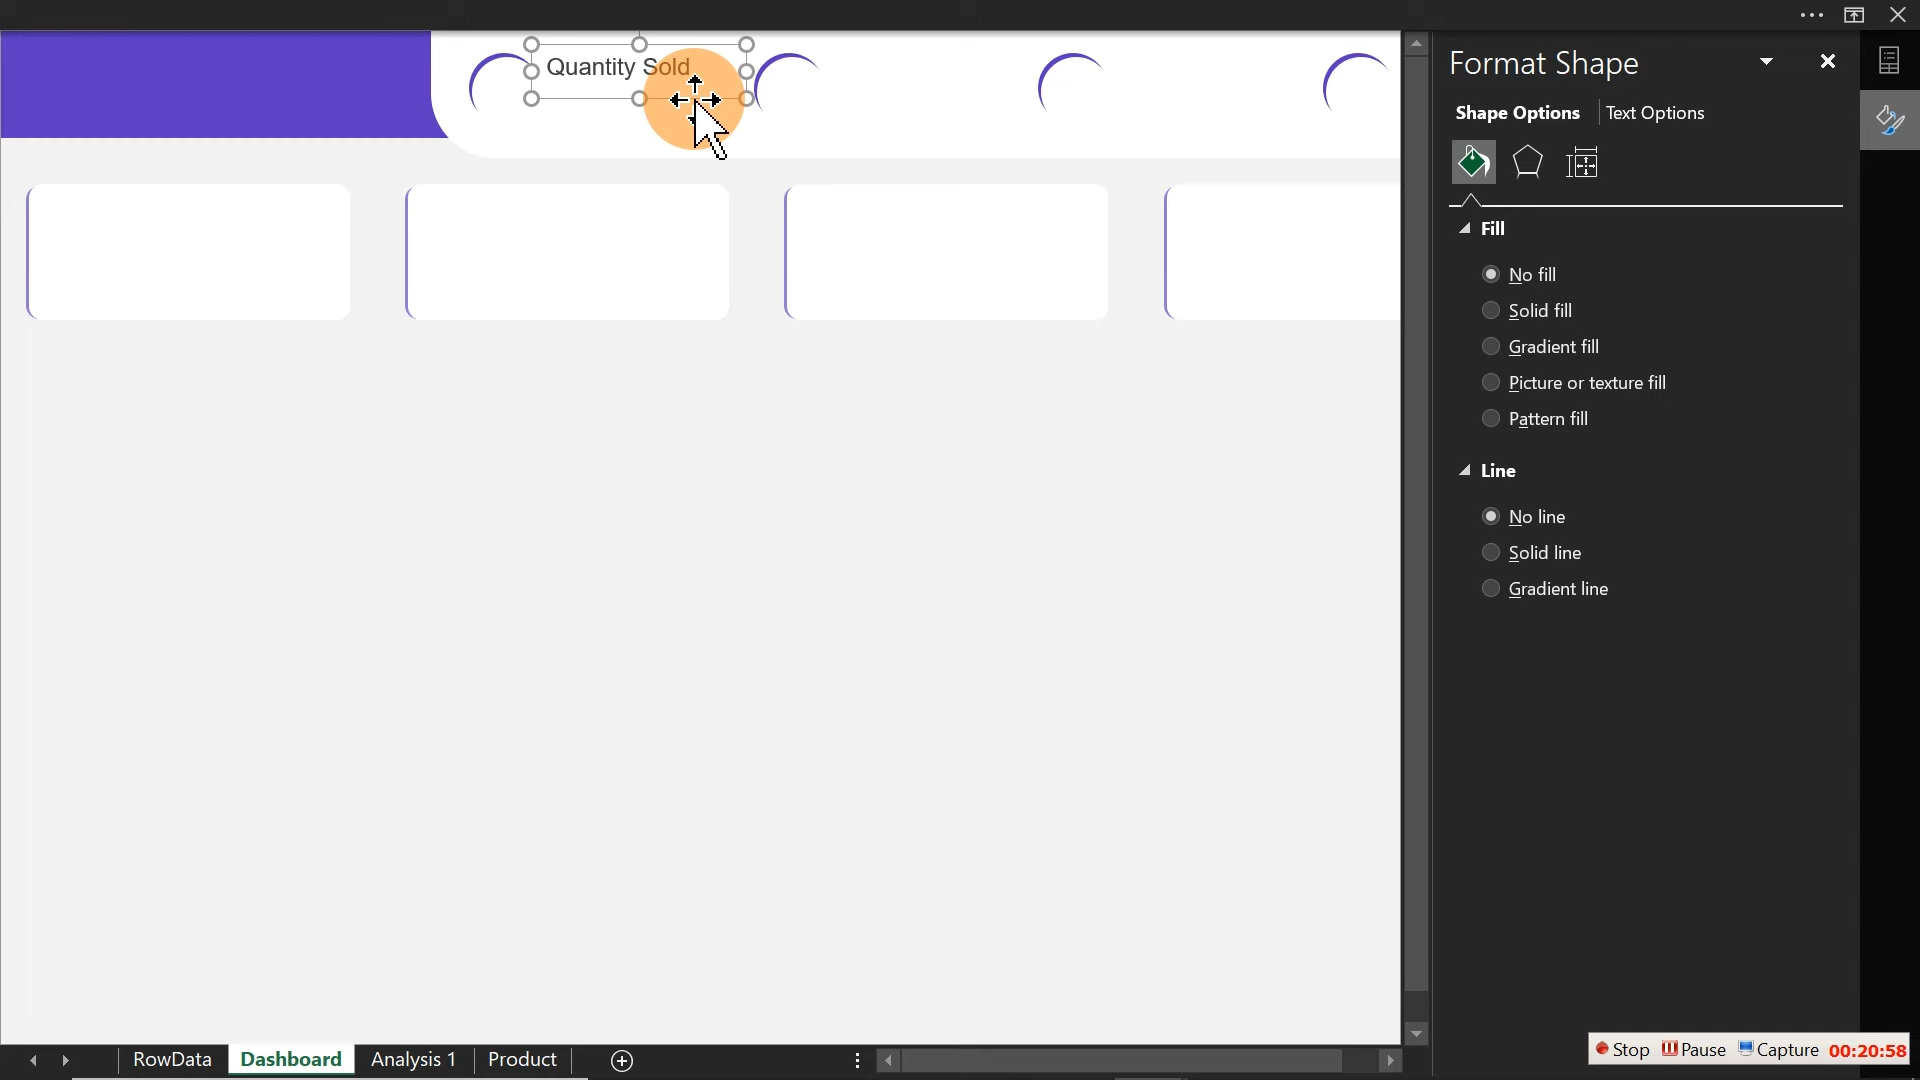 Quantity Sold
Format Shape
Shape Options
Text Options
Fill
No fill
Solid fill
Gradient fill
Picture or texture fill
Pattern fill
Line
No line
Solid line
Gradient line
RowData
Dashboard
Analysis 1
Product
Stop
Pause
Capture
00:20:58